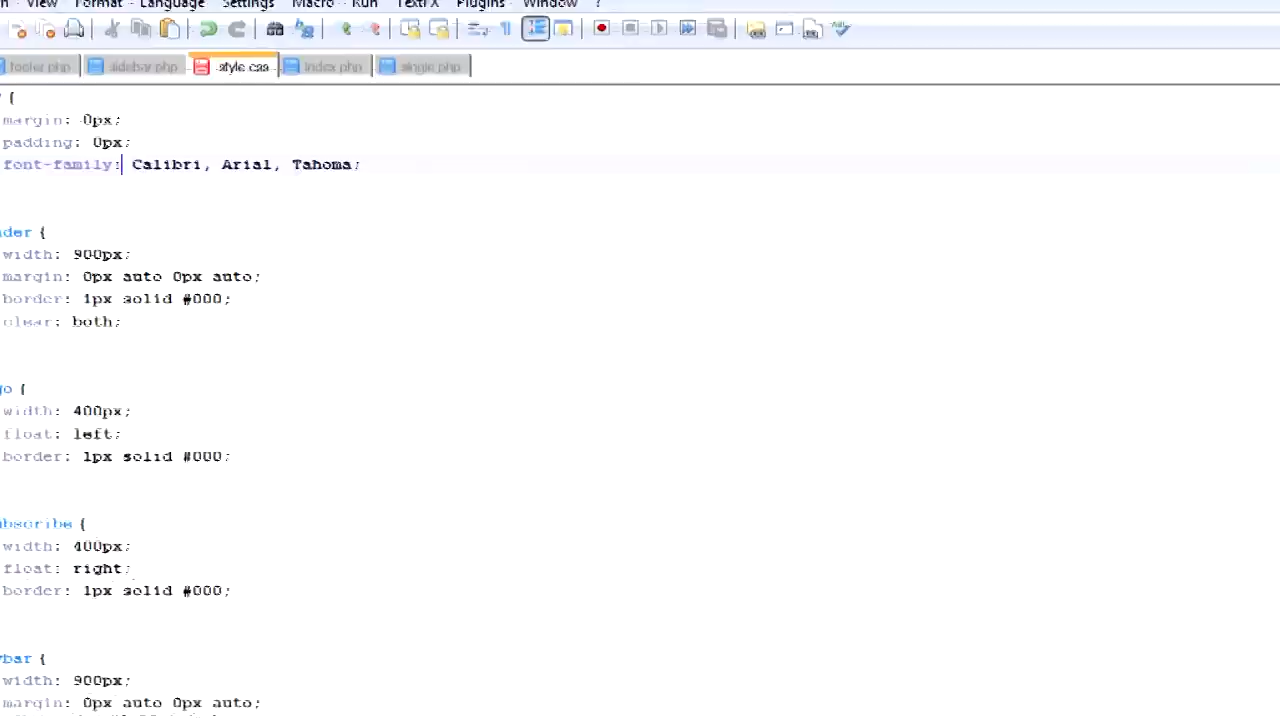 View Format Language Settings Macro Run TextFX Plugins Window ?
footer.php sidebar.php style.css index.php single.php
{
margin: 0px;
padding: 0px;
font-family: Calibri, Arial, Tahoma;
ader {
width: 900px;
margin: 0px auto 0px auto;
border: 1px solid #000;
clear: both;
go {
width: 400px;
float: left;
border: 1px solid #000;
ubscribe {
width: 400px;
float: right;
border: 1px solid #000;
bar {
width: 900px;
margin: 0px auto 0px auto;